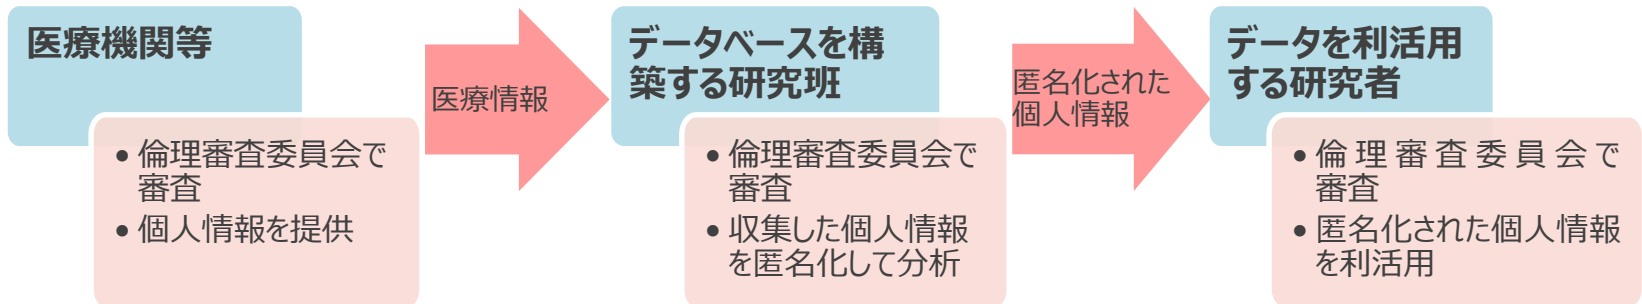 医療機関等
• 倫理審査委員会で
審査
• 個人情報を提供
医療情報
データベースを構
築する研究班
• 倫理審査委員会で
審査
• 収集した個人情報
を匿名化して分析
匿名化された
個人情報
データを利活用
する研究者
• 倫理審査委員会で
審査
• 匿名化された個人情報
を利活用